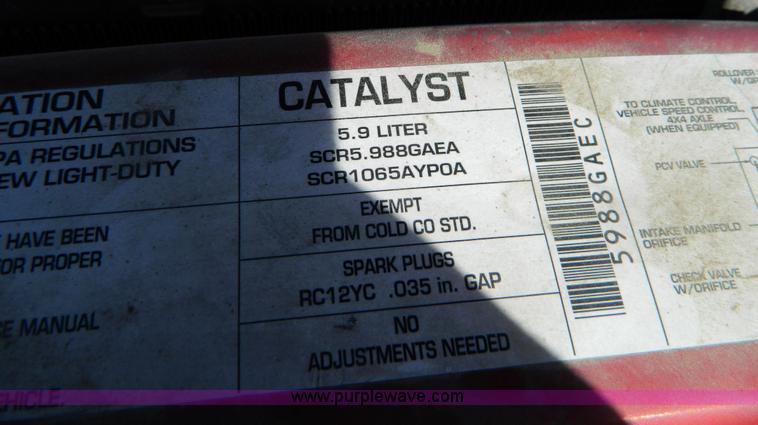 ATION
FORMATION
PA REGULATIONS
EW LIGHT-DUTY
HAVE BEEN
OR PROPER
CE MANUAL
EHICLE.
CATALYST
5.9 LITER
SCR5.988GAEA
SCR1065AYP0A
EXEMPT
FROM COLD CO STD.
SPARK PLUGS
RC12YC .035 in. GAP
NO
ADJUSTMENTS NEEDED
5988GAEC
ROLLOVER
W/OR
TO CLIMATE CONTROL
VEHICLE SPEED CONTROL
4X4 AXLE
(WHEN EQUIPPED)
PCV VALVE
INTAKE MANIFOLD
ORIFICE
CHECK VALVE
W/ORIFICE
www.purplewave.com